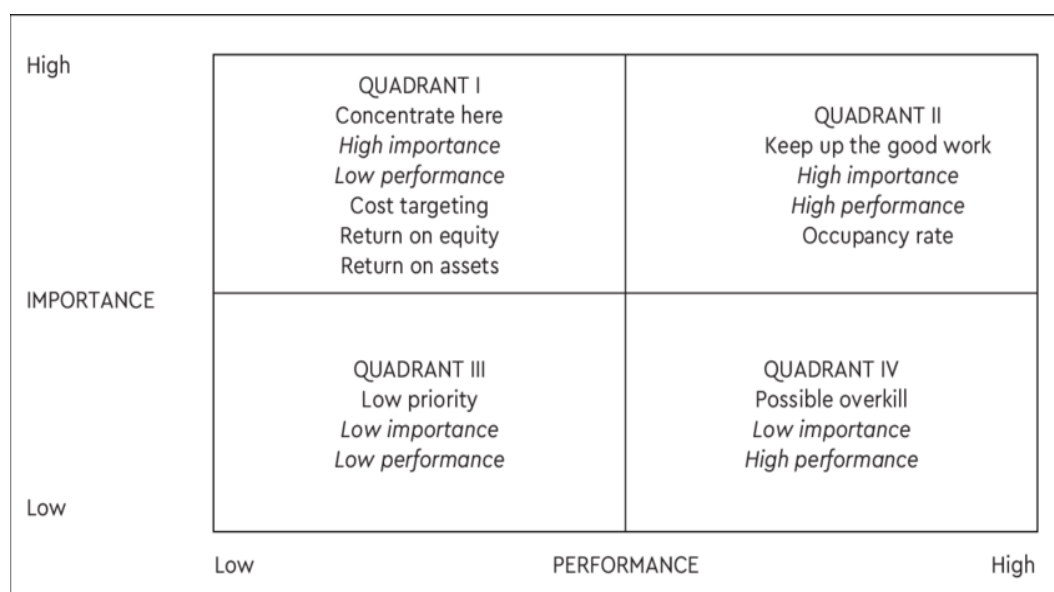 High
QUADRANT I
Concentrate here
High importance
Low performance
Cost targeting
Return on equity
Return on assets
QUADRANT II
Keep up the good work
High importance
High performance
Occupancy rate
IMPORTANCE
QUADRANT III
Low priority
Low importance
Low performance
QUADRANT IV
Possible overkill
Low importance
High performance
Low
Low
PERFORMANCE
High